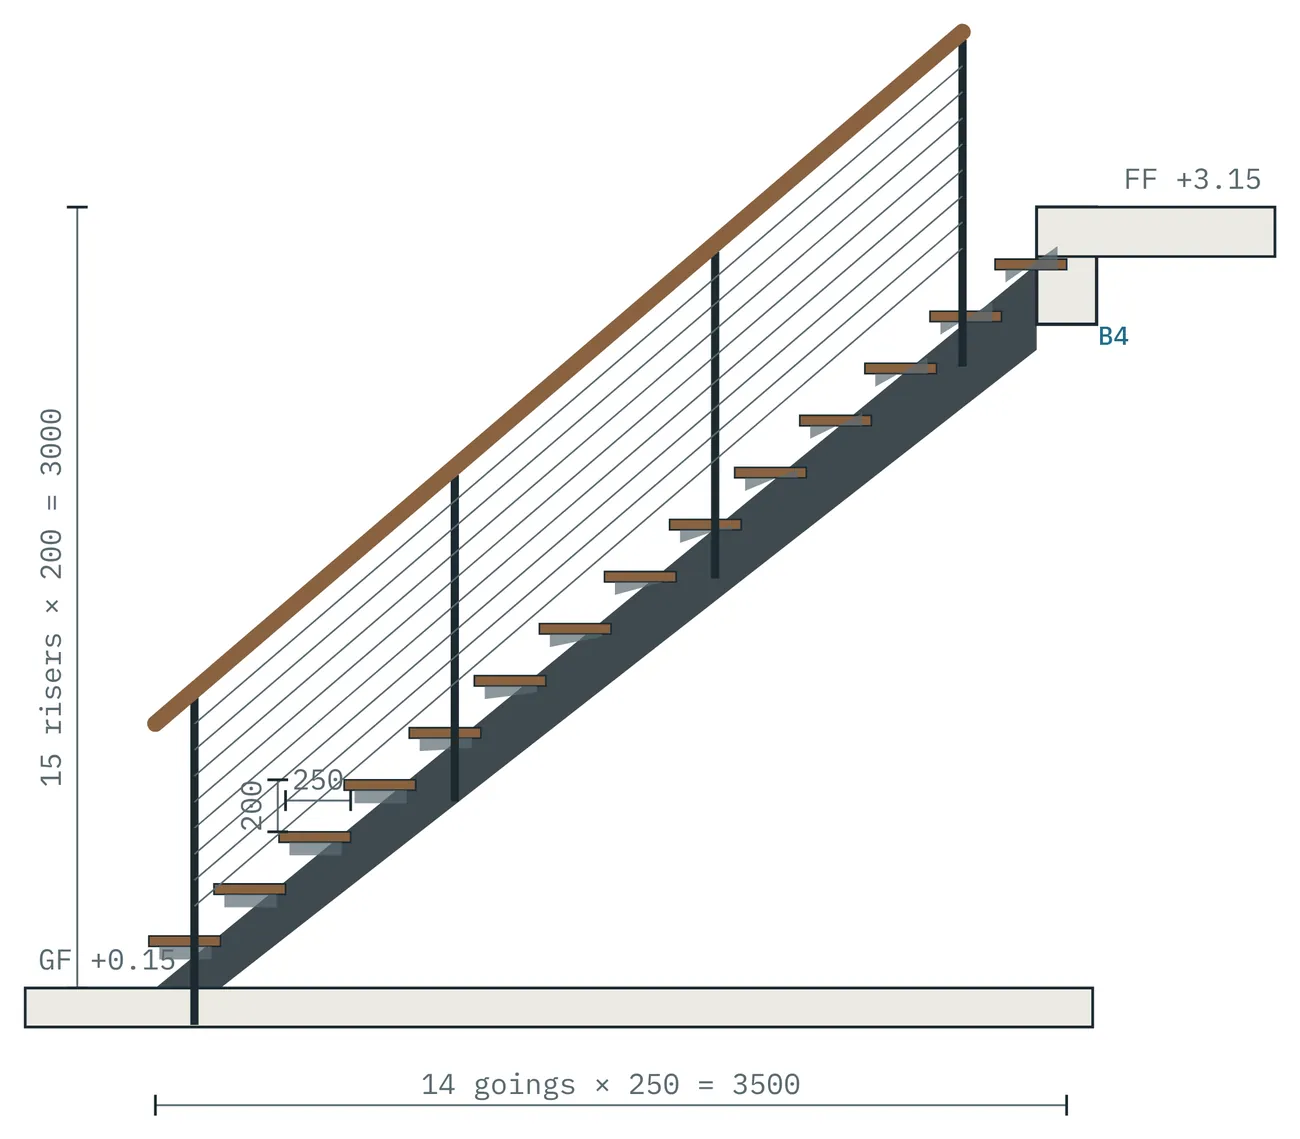 FF +3.15
B4
15 risers × 200 = 3000
250
200
GF +0.15
14 goings × 250 = 3500